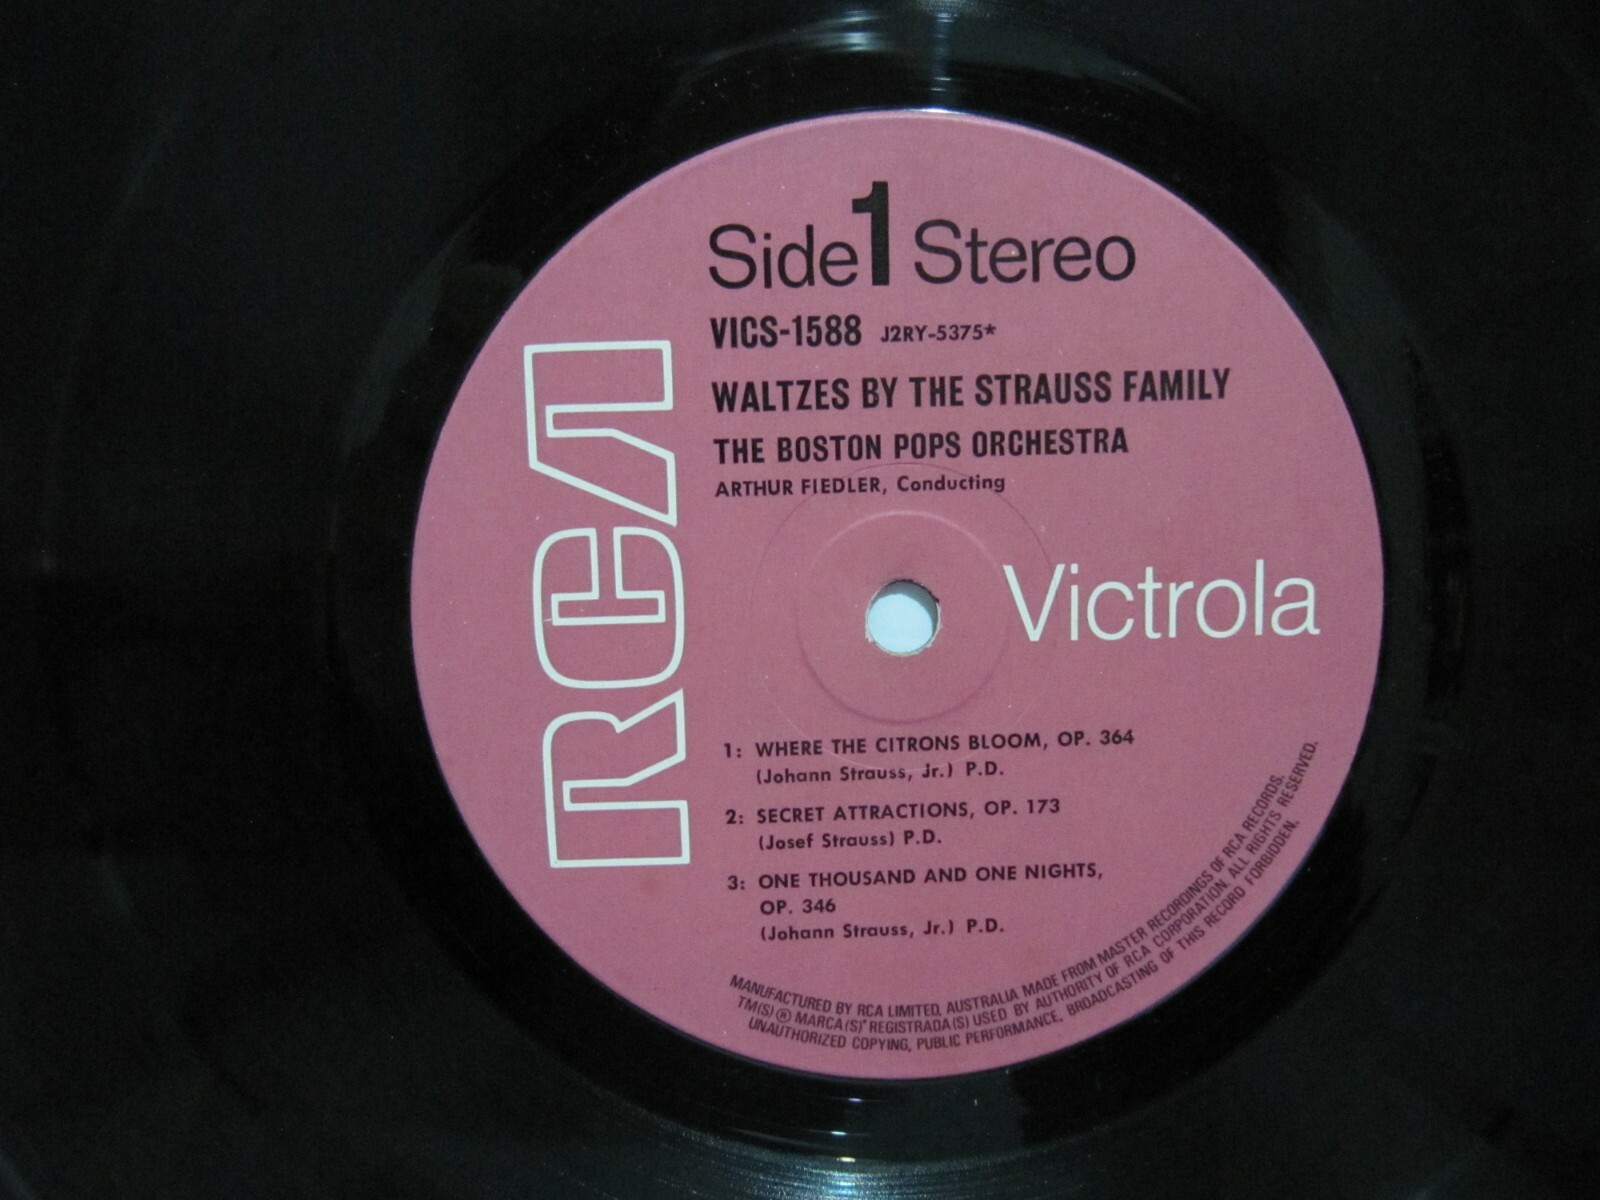 Side 1 Stereo
VICS-1588 J2RY-5375*
WALTZES BY THE STRAUSS FAMILY
THE BOSTON POPS ORCHESTRA
ARTHUR FIEDLER, Conducting
RCA
Victrola
1: WHERE THE CITRONS BLOOM, OP. 364
(Johann Strauss, Jr.) P.D.
2: SECRET ATTRACTIONS, OP. 173
(Josef Strauss) P.D.
3: ONE THOUSAND AND ONE NIGHTS,
OP. 346
(Johann Strauss, Jr.) P.D.
MANUFACTURED BY RCA LIMITED, AUSTRALIA MADE FROM MASTER RECORDINGS OF RCA RECORDS.
TM(S) ® MARCA(S) REGISTRADA(S) USED BY AUTHORITY OF RCA CORPORATION. ALL RIGHTS RESERVED.
UNAUTHORIZED COPYING, PUBLIC PERFORMANCE, BROADCASTING OF THIS RECORD FORBIDDEN.